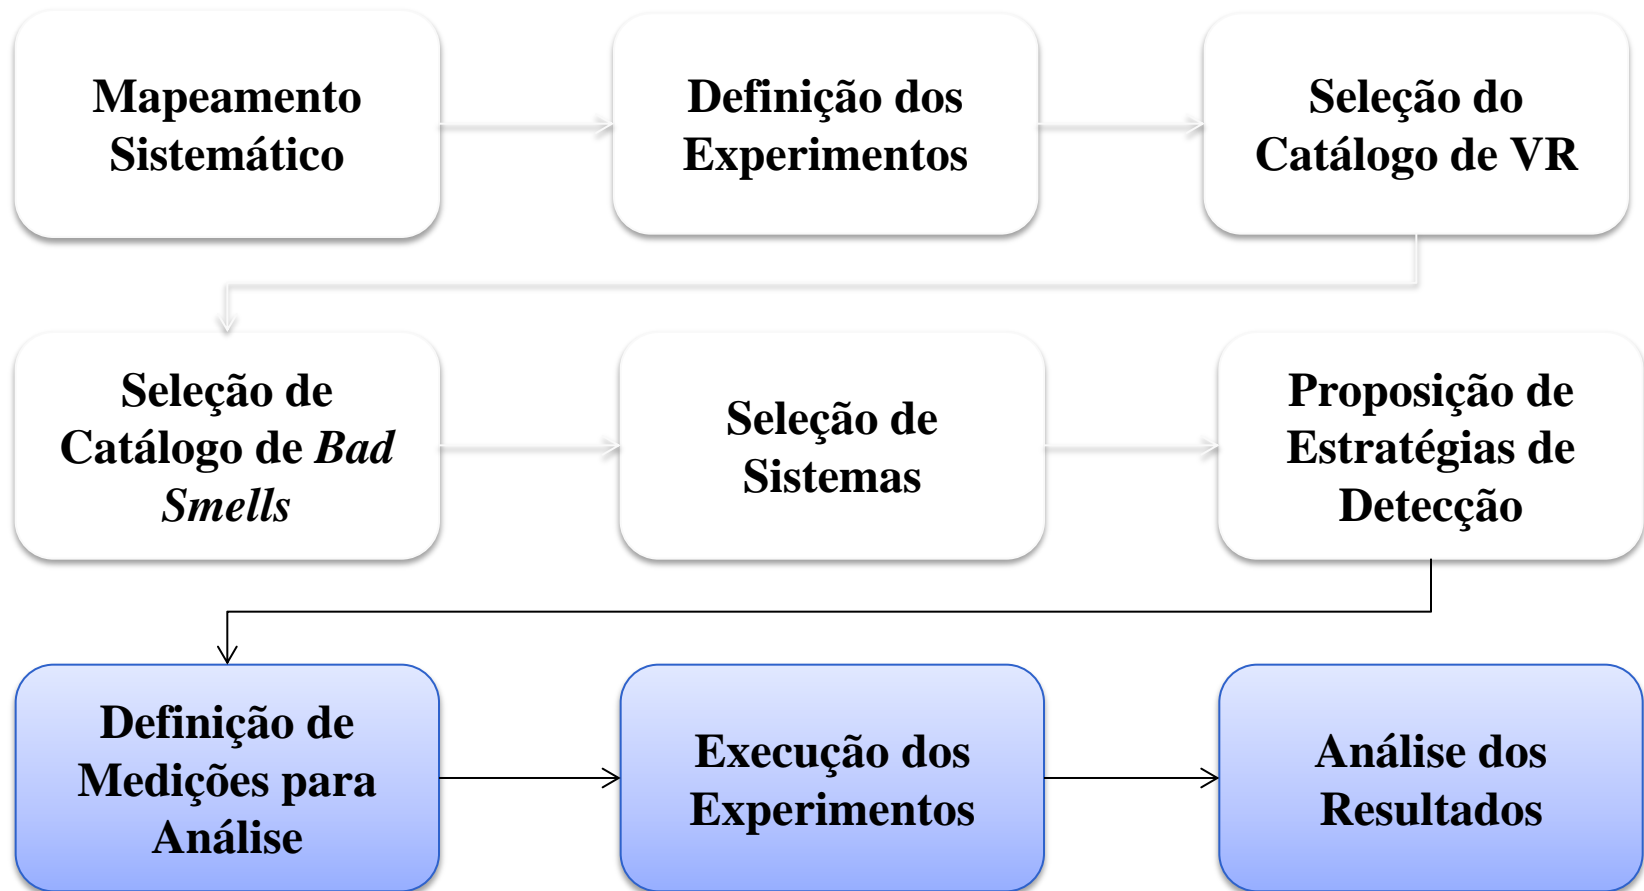 Mapeamento
Sistemático
Definição dos
Experimentos
Seleção do
Catálogo de VR
Seleção de
Catálogo de Bad
Smells
Seleção de
Sistemas
Proposição de
Estratégias de
Detecção
Definição de
Medições para
Análise
Execução dos
Experimentos
Análise dos
Resultados